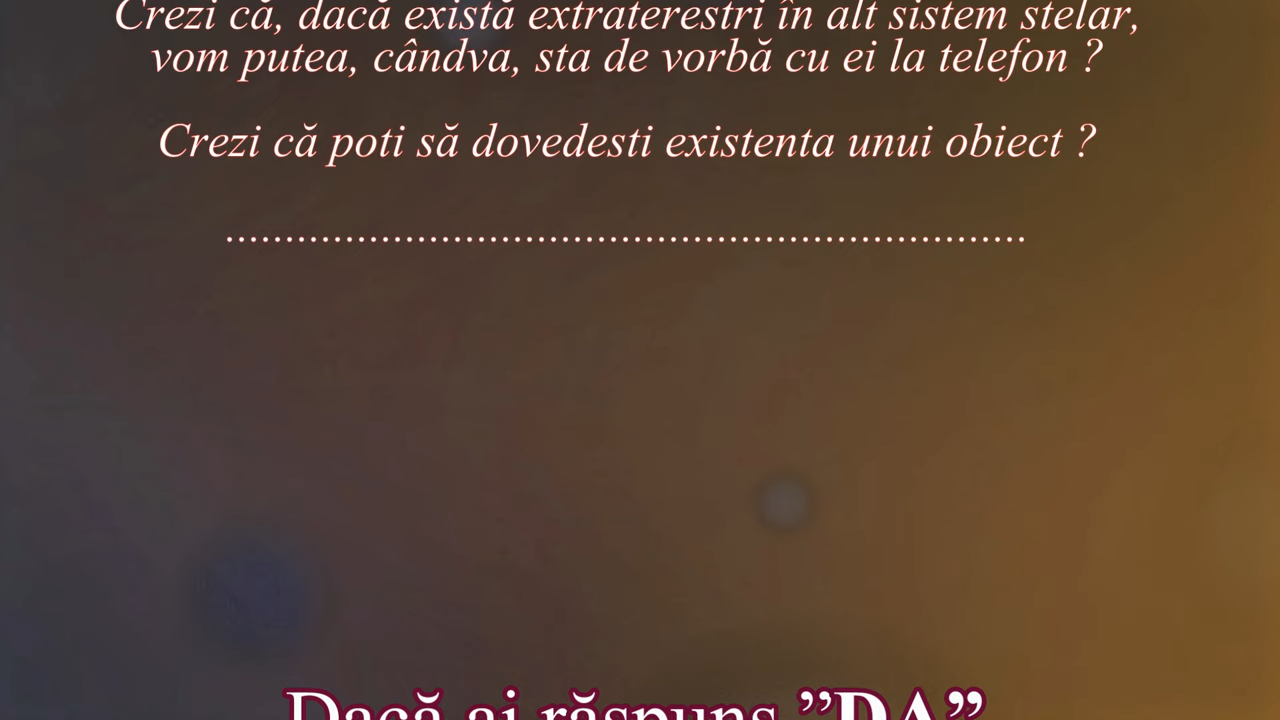 Crezi că, dacă există extraterestri în alt sistem stelar,
vom putea, cândva, sta de vorbă cu ei la telefon ?
Crezi că poti să dovedesti existenta unui obiect ?
...................................................................
Dacă ai răspuns ”DA”